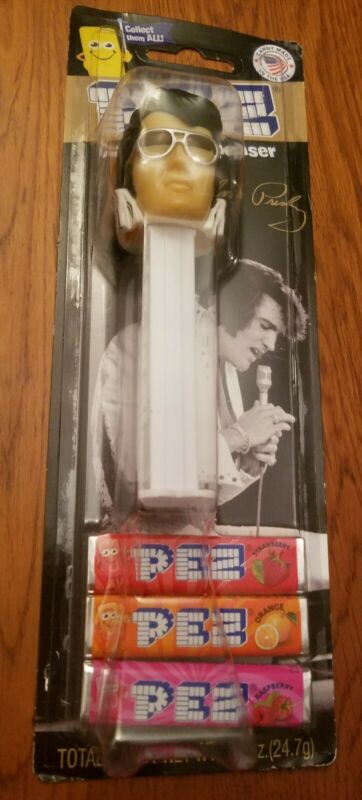 Collect
them ALL!
CANDY MADE
IN THE USA
PEZ
Presley
PEZ
STRAWBERRY
PEZ
ORANGE
PEZ
RASPBERRY
TOTAL
z.(24.7g)